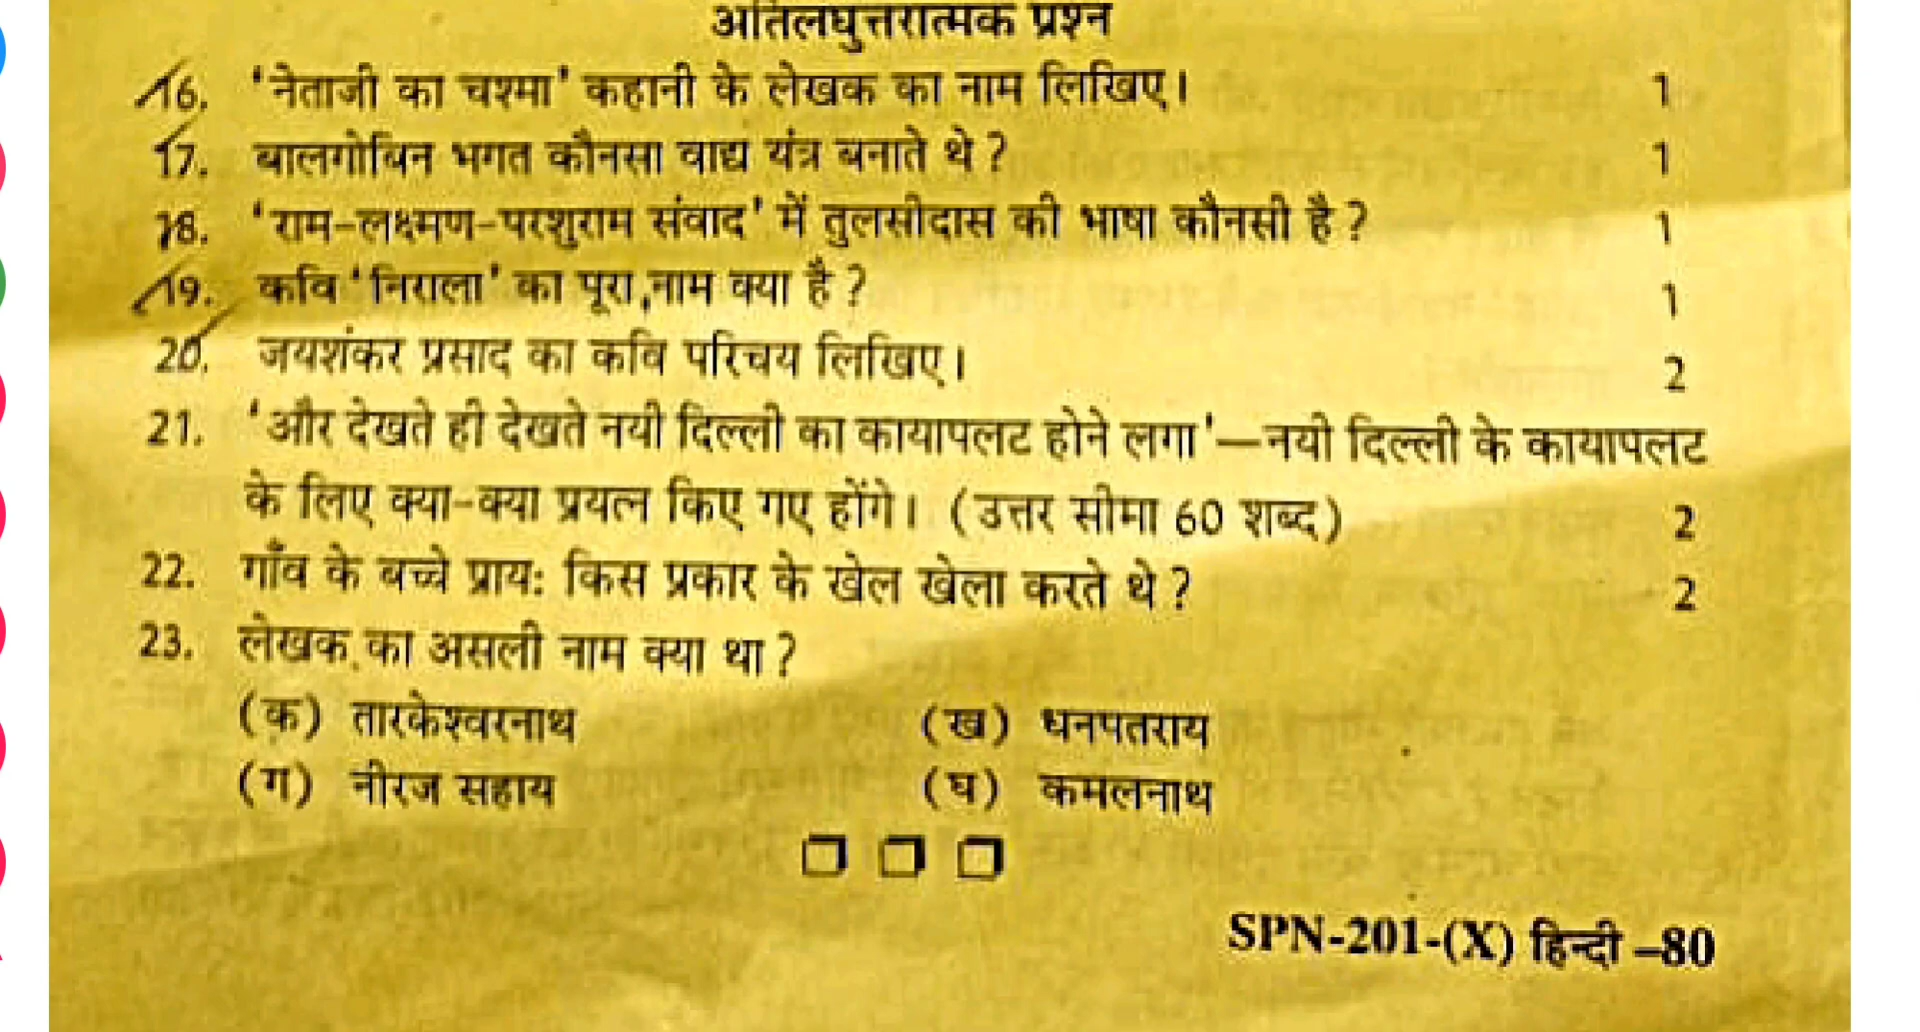 अतिलघुत्तरात्मक प्रश्न
16. 'नेताजी का चश्मा' कहानी के लेखक का नाम लिखिए। 1
17. बालगोबिन भगत कौनसा वाद्य यंत्र बनाते थे? 1
18. 'राम-लक्ष्मण-परशुराम संवाद' में तुलसीदास की भाषा कौनसी है? 1
19. कवि 'निराला' का पूरा नाम क्या है? 1
20. जयशंकर प्रसाद का कवि परिचय लिखिए। 2
21. 'और देखते ही देखते नयी दिल्ली का कायापलट होने लगा'—नयी दिल्ली के कायापलट
के लिए क्या-क्या प्रयत्न किए गए होंगे। (उत्तर सीमा 60 शब्द) 2
22. गाँव के बच्चे प्राय: किस प्रकार के खेल खेला करते थे? 2
23. लेखक का असली नाम क्या था?
(क) तारकेश्वरनाथ (ख) धनपतराय
(ग) नीरज सहाय (घ) कमलनाथ
SPN-201-(X) हिन्दी –80